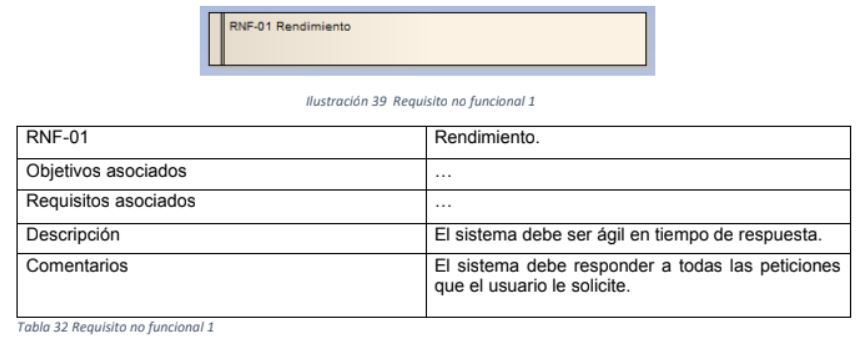 RNF-01 Rendimiento
Ilustración 39 Requisito no funcional 1
RNF-01 Rendimiento.
Objetivos asociados …
Requisitos asociados …
Descripción El sistema debe ser ágil en tiempo de respuesta.
Comentarios El sistema debe responder a todas las peticiones
que el usuario le solicite.
Tabla 32 Requisito no funcional 1